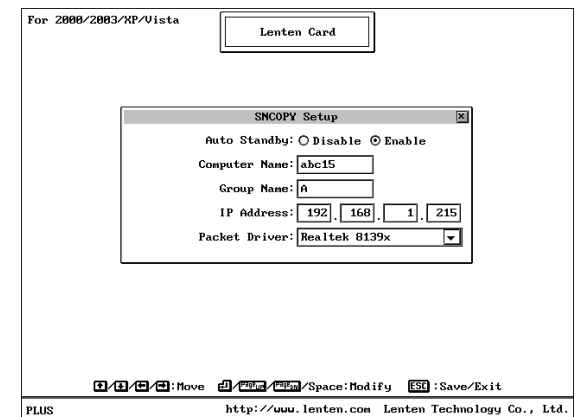 For 2000/2003/XP/Vista
Lenten Card
SNCOPY Setup
Auto Standby: Disable Enable
Computer Name: abc15
Group Name: A
IP Address: 192 . 168 . 1 . 215
Packet Driver: Realtek 8139x
↑/↓/←/→:Move ↵/PageUp/PageDn/Space:Modify ESC :Save/Exit
PLUS http://www.lenten.com Lenten Technology Co., Ltd.